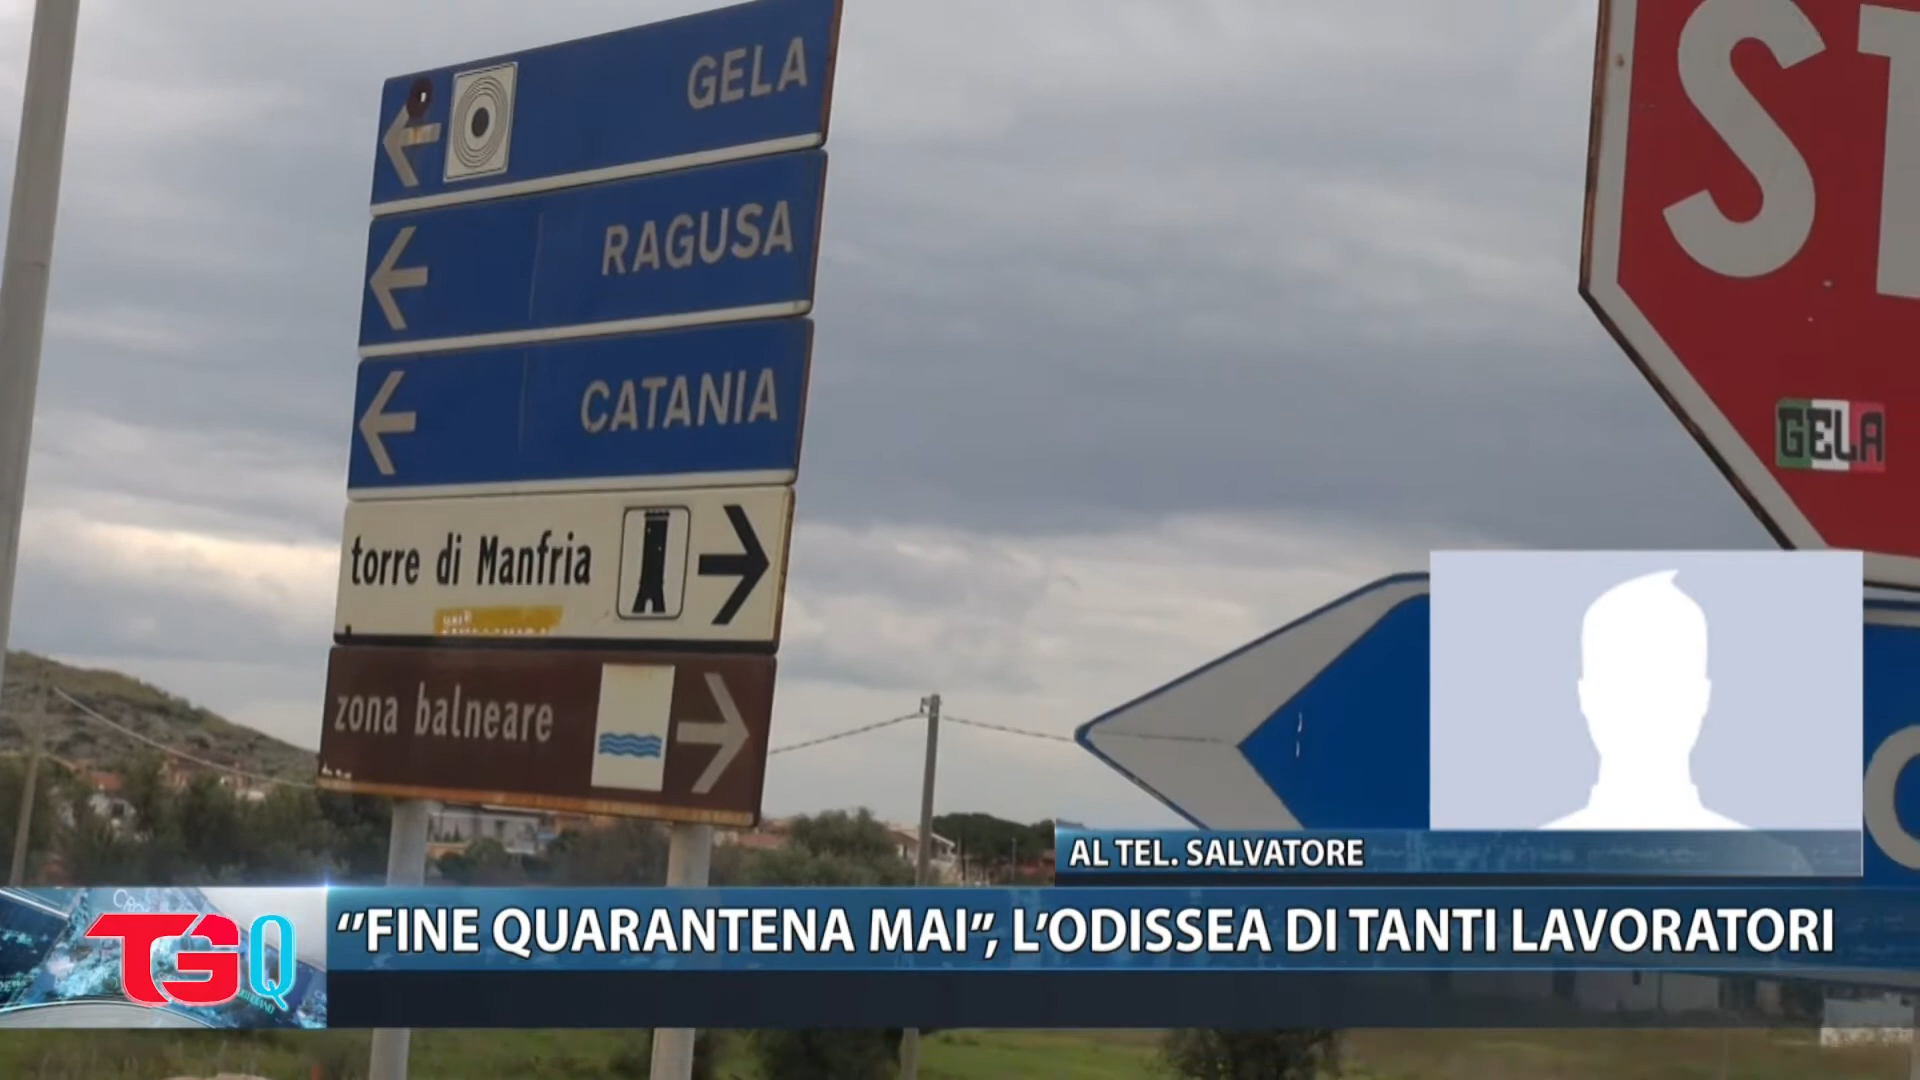 GELA
RAGUSA
CATANIA
torre di Manfria
zona balneare
ST
GELA
AL TEL. SALVATORE
TGQ
‘‘FINE QUARANTENA MAI’’, L’ODISSEA DI TANTI LAVORATORI